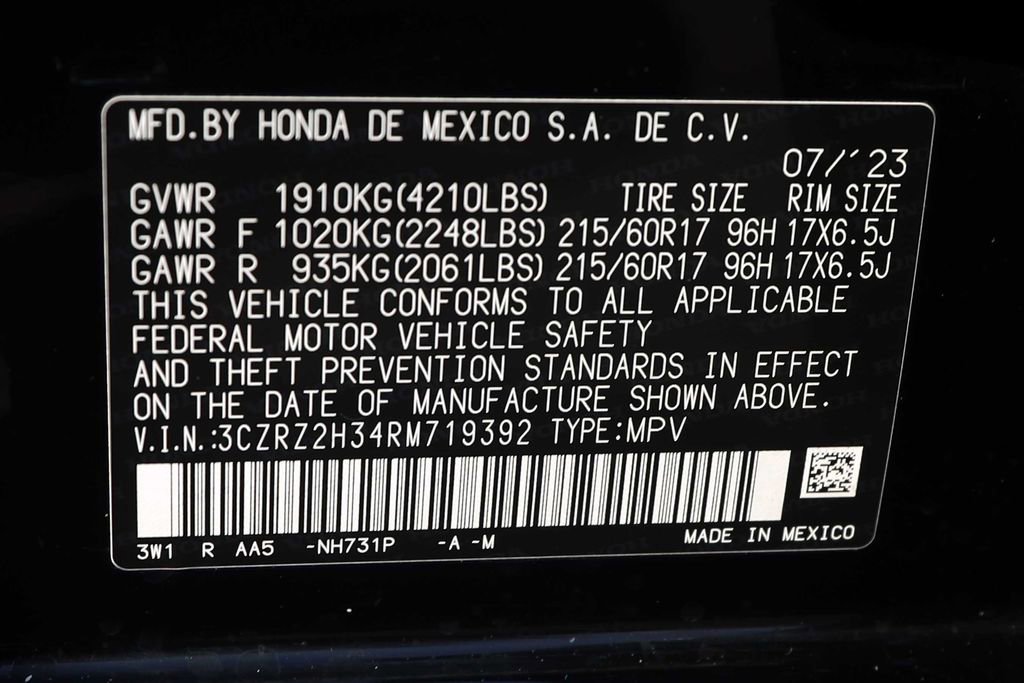 MFD.BY HONDA DE MEXICO S.A. DE C.V.
07/´23
GVWR 1910KG(4210LBS) TIRE SIZE RIM SIZE
GAWR F 1020KG(2248LBS) 215/60R17 96H 17X6.5J
GAWR R 935KG(2061LBS) 215/60R17 96H 17X6.5J
THIS VEHICLE CONFORMS TO ALL APPLICABLE
FEDERAL MOTOR VEHICLE SAFETY
AND THEFT PREVENTION STANDARDS IN EFFECT
ON THE DATE OF MANUFACTURE SHOWN ABOVE.
V.I.N.:3CZRZ2H34RM719392 TYPE:MPV
3W1 R AA5 -NH731P -A -M MADE IN MEXICO